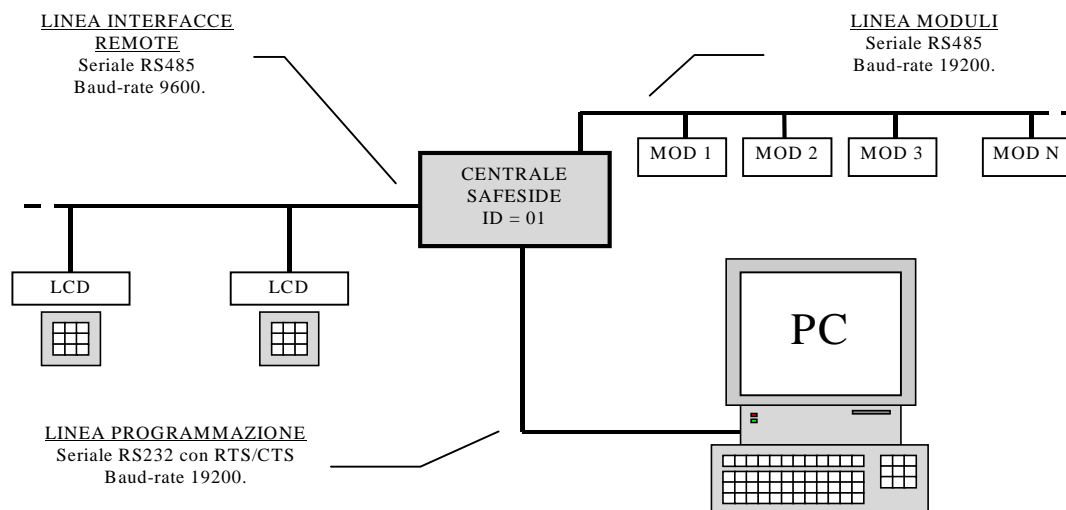 LINEA INTERFACCE
REMOTE
Seriale RS485
Baud-rate 9600.
LINEA MODULI
Seriale RS485
Baud-rate 19200.
MOD 1
MOD 2
MOD 3
MOD N
CENTRALE
SAFESIDE
ID = 01
LCD
LCD
PC
LINEA PROGRAMMAZIONE
Seriale RS232 con RTS/CTS
Baud-rate 19200.